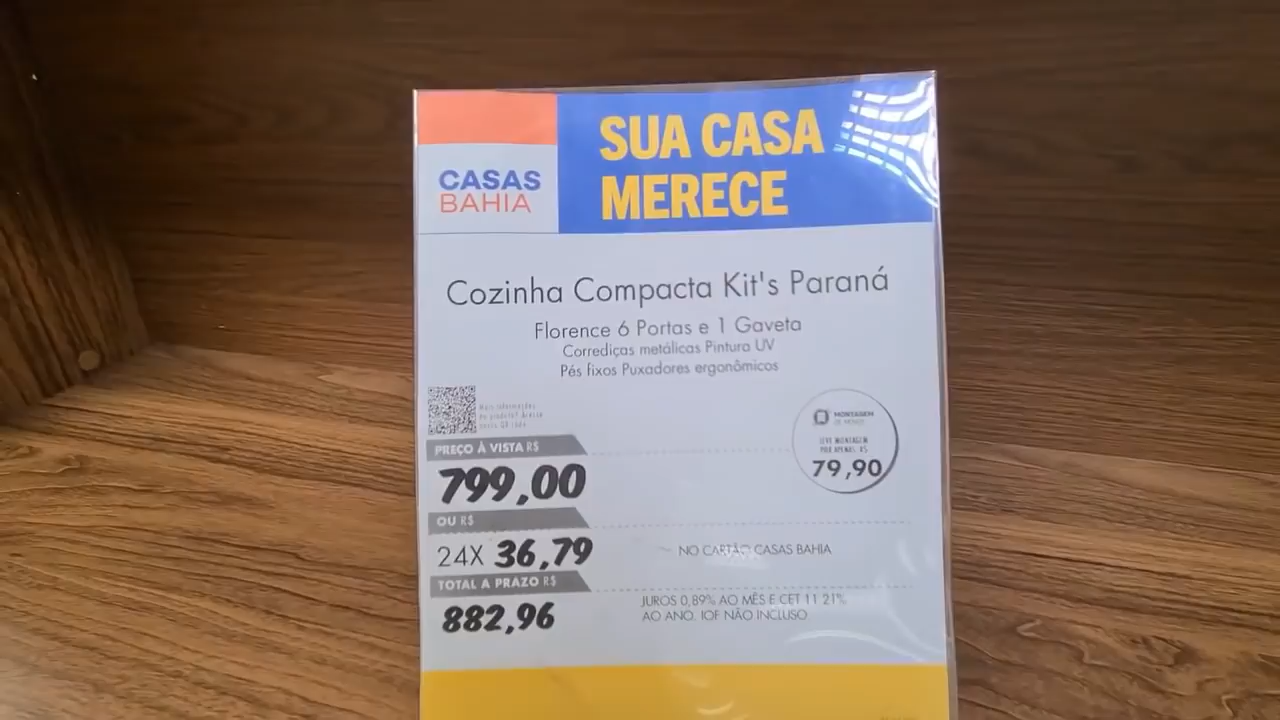 SUA CASA
MERECE
CASAS
BAHIA
Cozinha Compacta Kit's Paraná
Florence 6 Portas e 1 Gaveta
Corrediças metálicas Pintura UV
Pés fixos Puxadores ergonômicos
MONTAGEM
POR APENAS: R$
79,90
PREÇO À VISTA R$
799,00
OU R$
24X 36,79
NO CARTÃO CASAS BAHIA
TOTAL A PRAZO R$
882,96
JUROS 0,89% AO MÊS E CET 11 21%
AO ANO. IOF NÃO INCLUSO